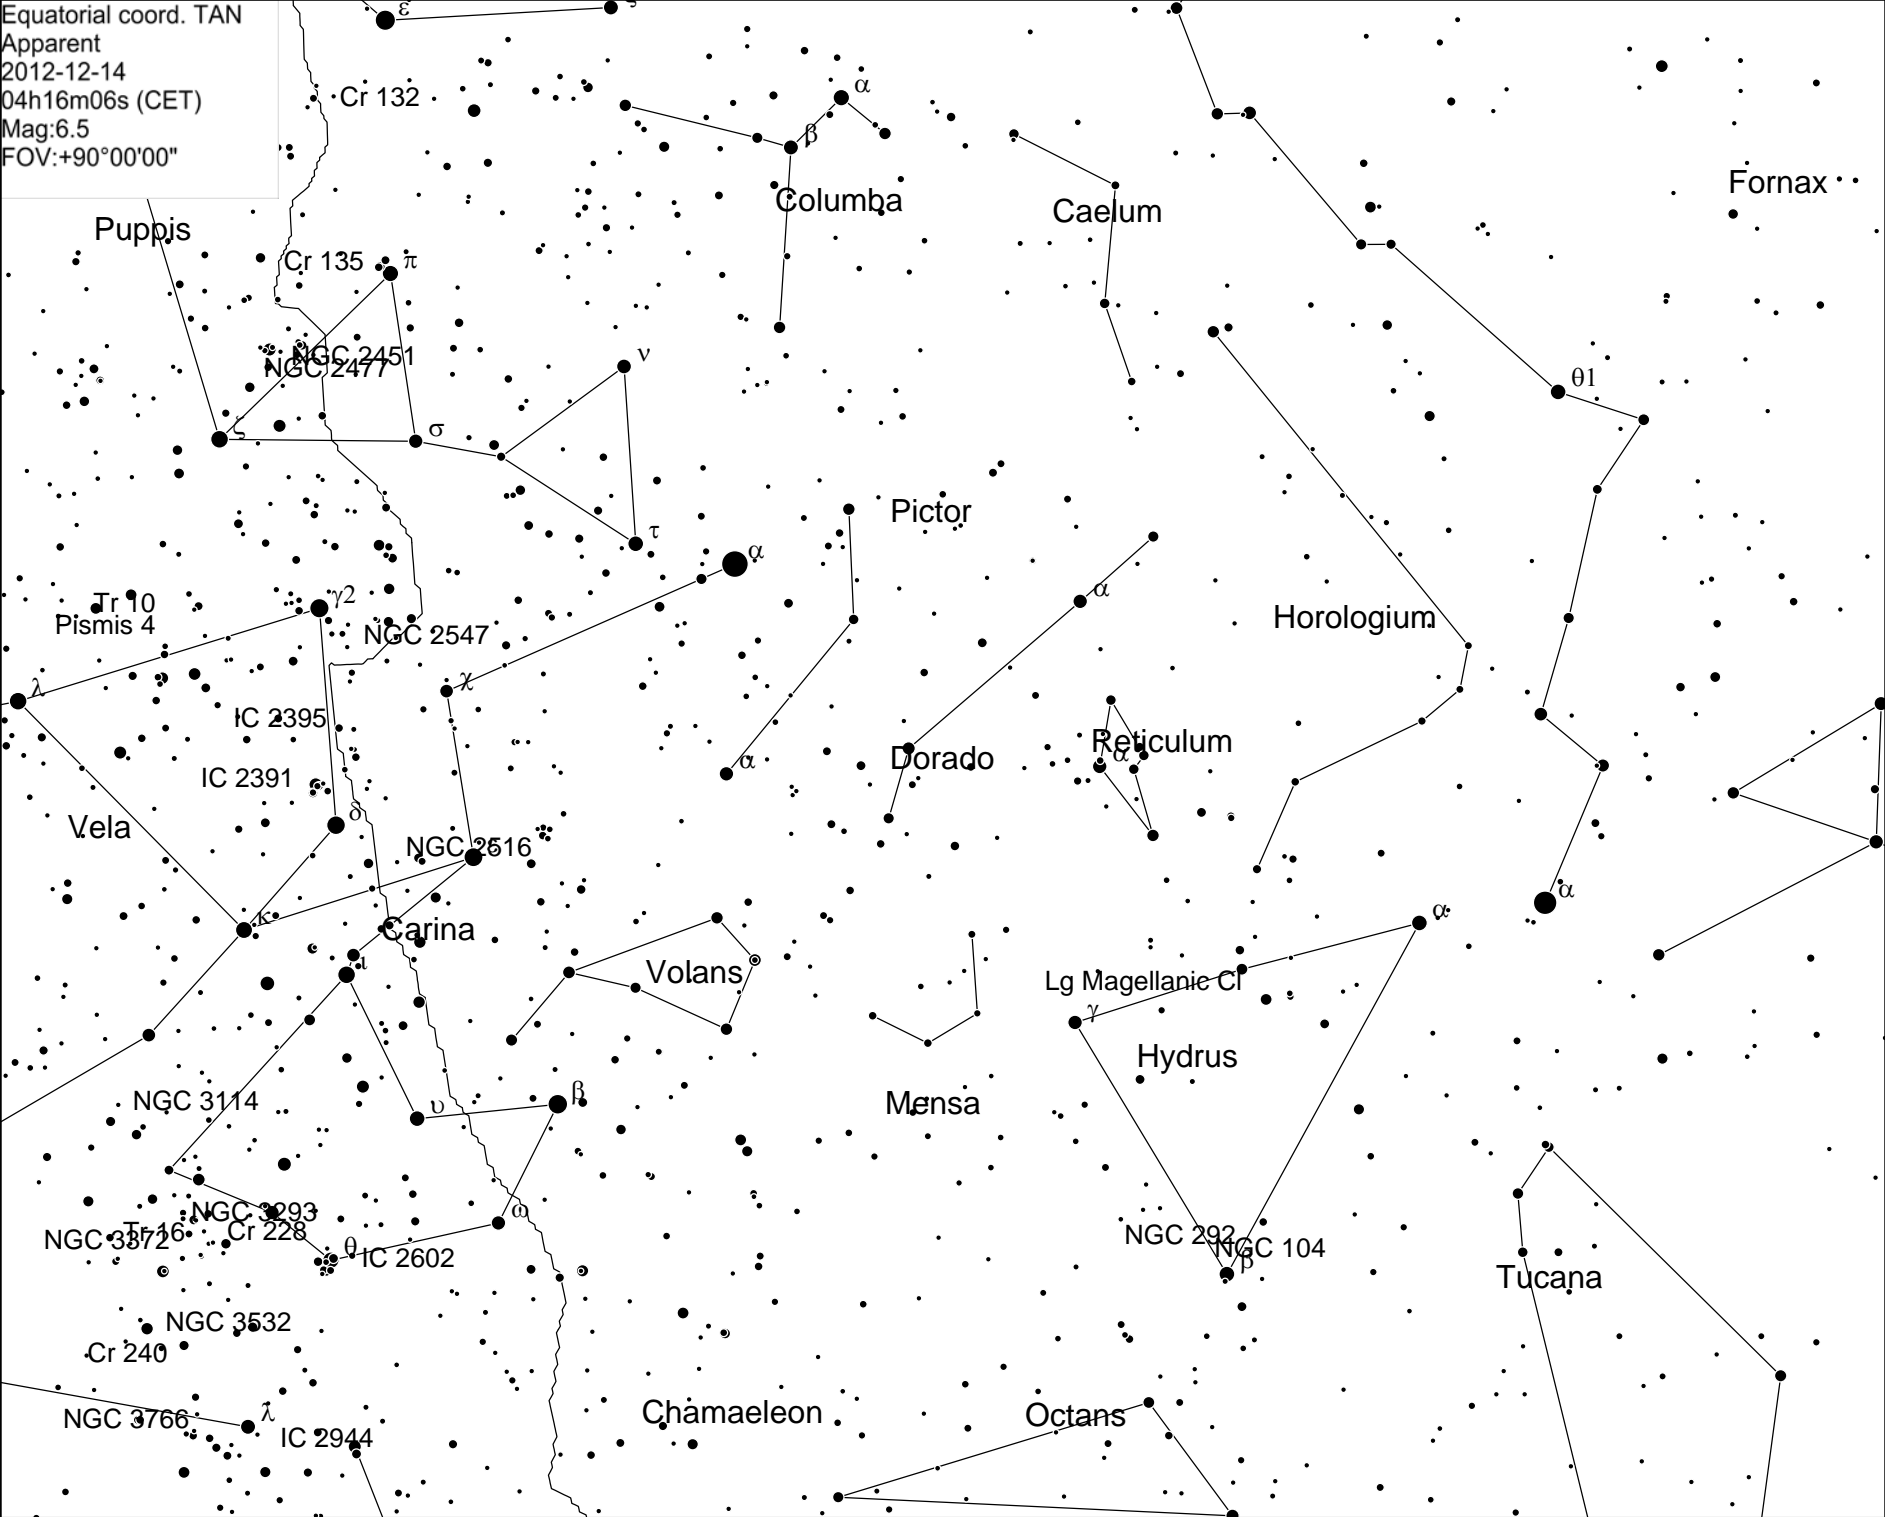 Equatorial coord. TAN
Apparent
2012-12-14
04h16m06s (CET)
Mag:6.5
FOV:+90°00'00"
ε
Cr 132
α
β
Columba
Caelum
Fornax
Puppis
Cr 135
π
NGC 2451
NGC 2477
ν
θ1
ζ
σ
Pictor
τ
α
α
Tr 10
γ2
Pismis 4
NGC 2547
Horologium
λ
χ
IC 2395
Reticulum
α
α
Dorado
IC 2391
δ
Vela
NGC 2516
ε
α
κ
α
Carina
ι
Volans
Lg Magellanic Cl
γ
Hydrus
NGC 3114
υ
β
Mensa
NGC 3293
ω
Tr 16
Cr 228
NGC 3372
θ
IC 2602
NGC 292
NGC 104
β
Tucana
NGC 3532
Cr 240
NGC 3766
λ
IC 2944
Chamaeleon
Octans